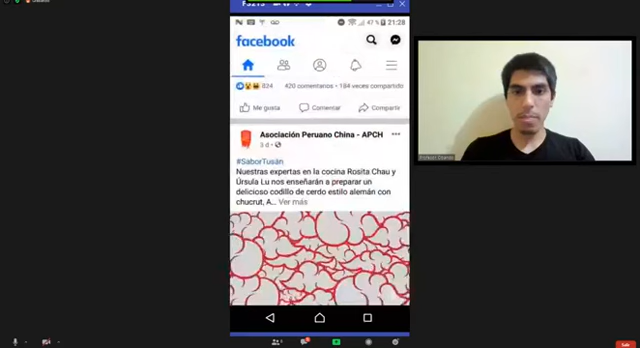 21:28
facebook
824 420 comentarios • 194 veces compartido
Me gusta Comentar Compartir
Asociación Peruano China - APCH
3 d •
#SaborTusán
Nuestras expertas en la cocina Rosita Chau y
Úrsula Lu nos enseñarán a preparar un
delicioso codillo de cerdo estilo alemán con
chucrut, A... Ver más